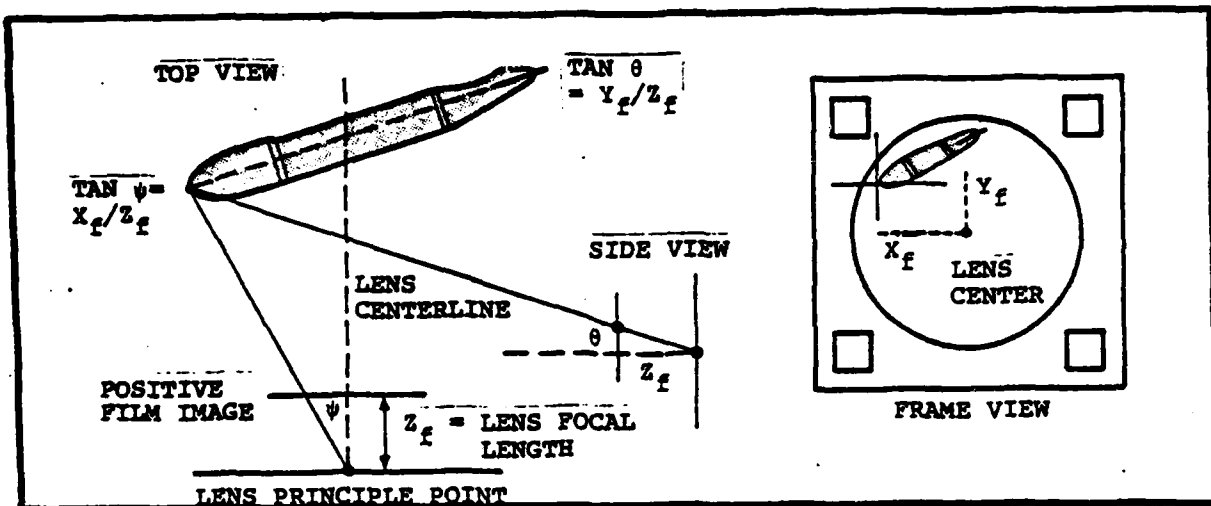 TOP VIEW
TAN θ
= Y_f/Z_f
TAN ψ=
X_f/Z_f
SIDE VIEW
LENS
CENTERLINE
θ
Z_f
POSITIVE
FILM IMAGE
ψ
Z_f = LENS FOCAL
LENGTH
LENS PRINCIPLE POINT
Y_f
X_f
LENS
CENTER
FRAME VIEW